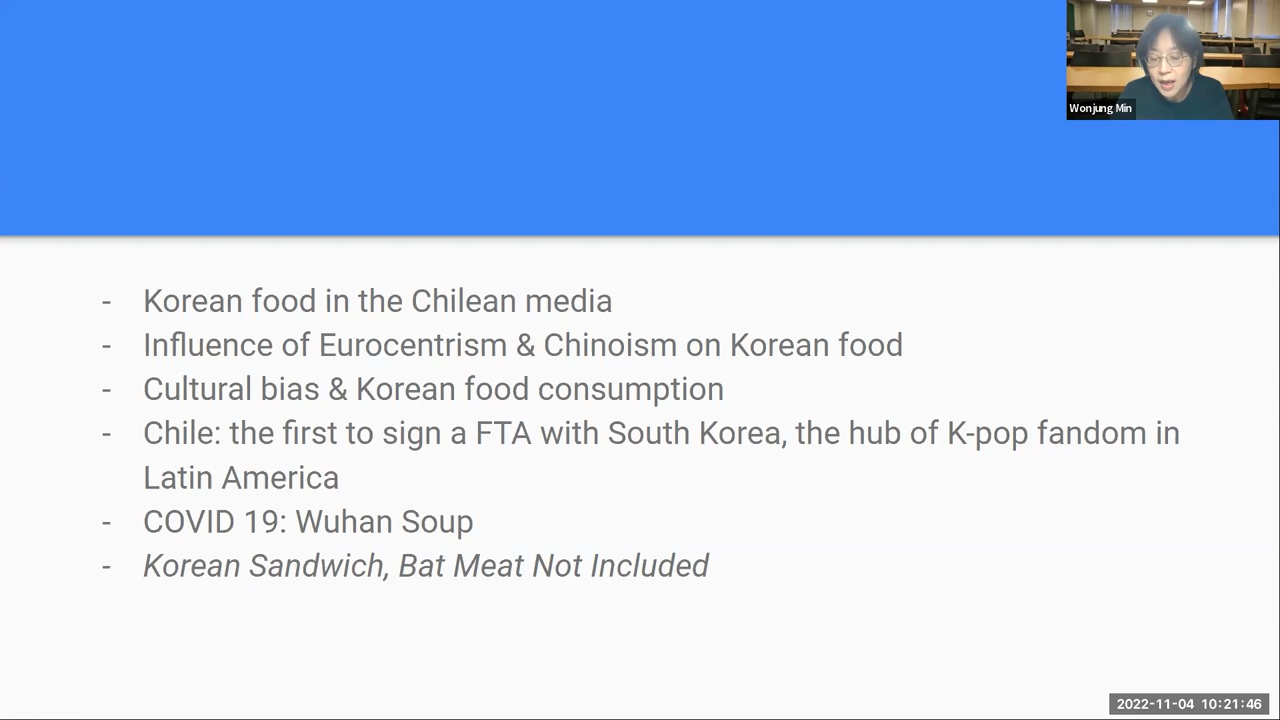 Wonjung Min
- Korean food in the Chilean media
- Influence of Eurocentrism & Chinoism on Korean food
- Cultural bias & Korean food consumption
- Chile: the first to sign a FTA with South Korea, the hub of K-pop fandom in
Latin America
- COVID 19: Wuhan Soup
- Korean Sandwich, Bat Meat Not Included
2022-11-04 10:21:46